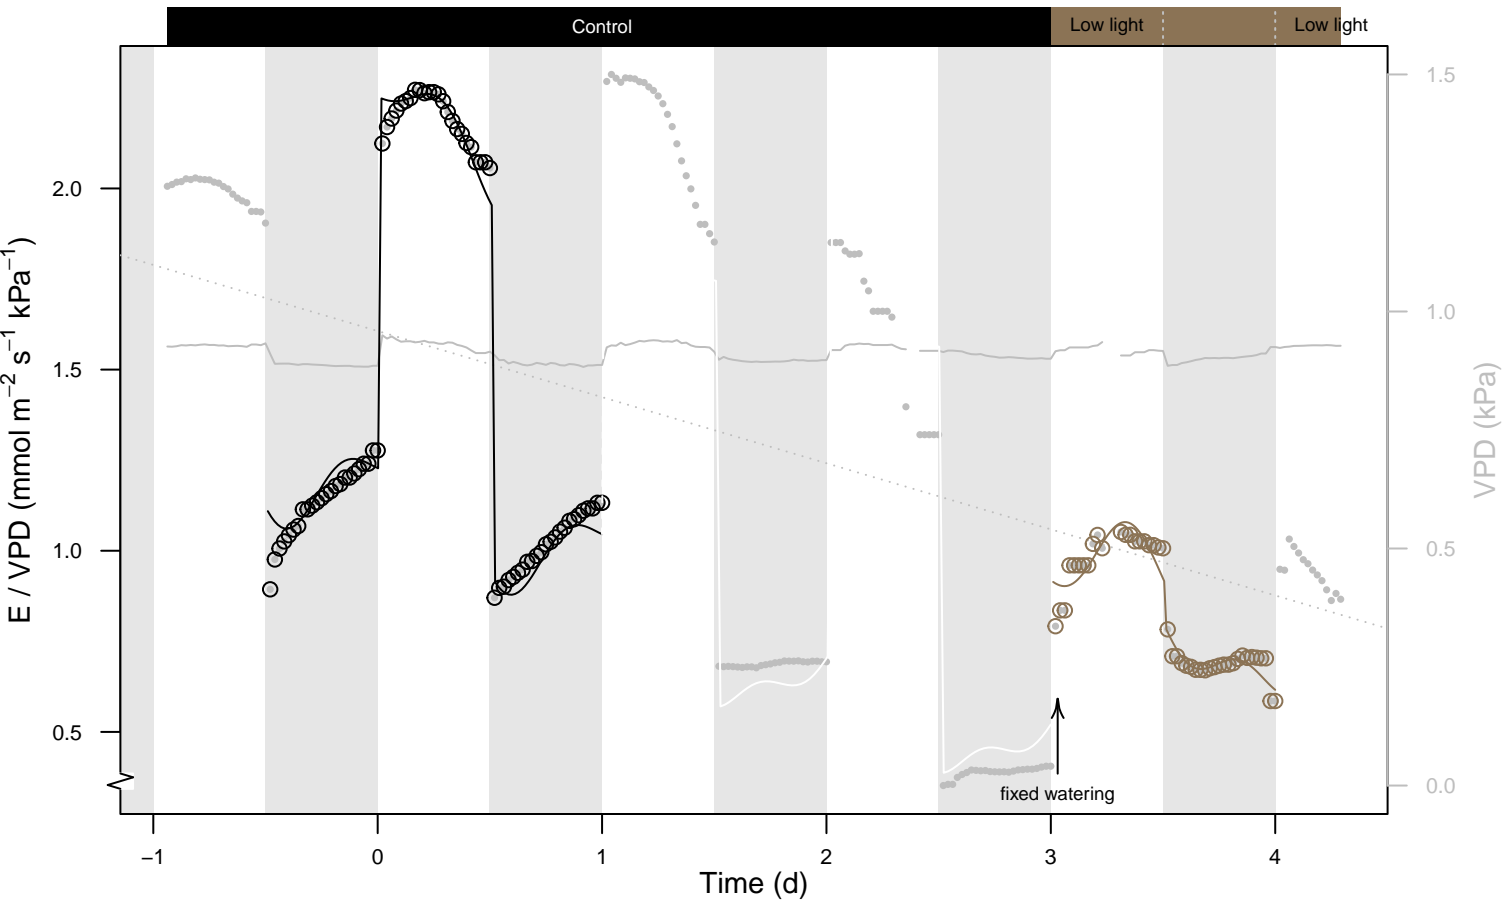 Control Low light Low light
E / VPD (mmol m−2 s−1 kPa−1)
2.0
1.5
1.0
0.5
1.5
1.0
0.5
0.0
VPD (kPa)
fixed watering
−1 0 1 2 3 4
Time (d)